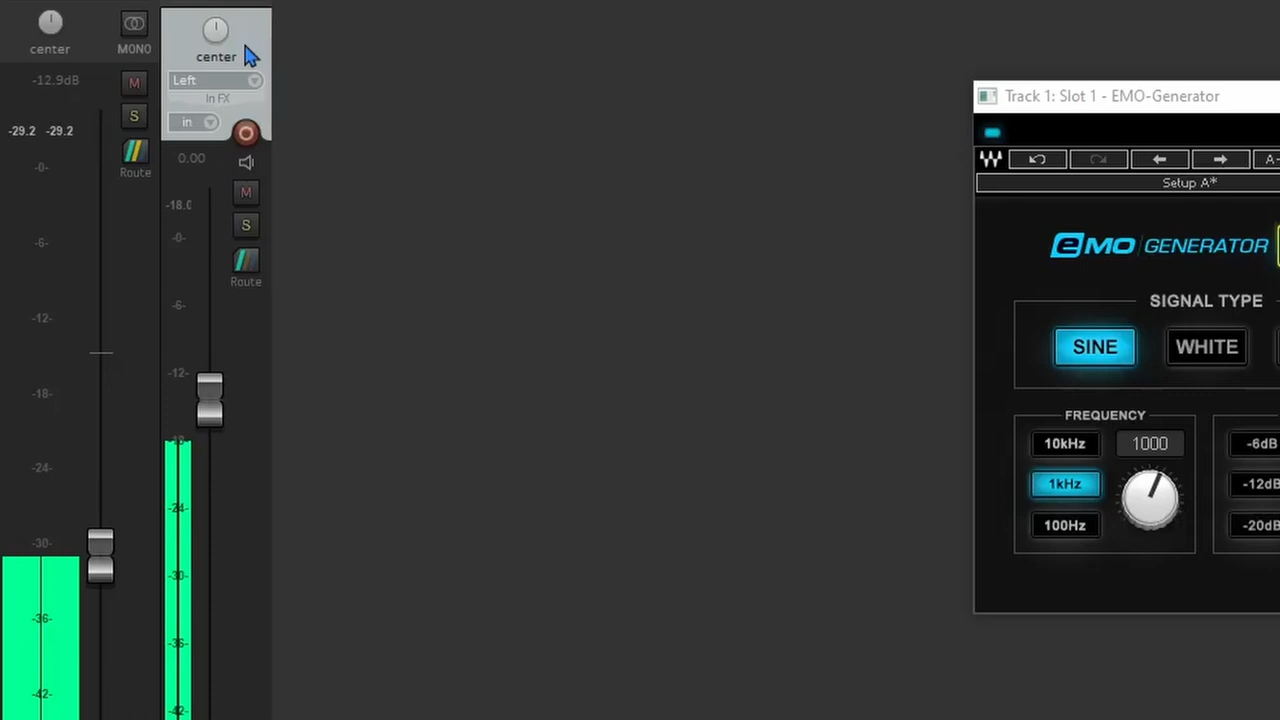 center
MONO
-12.9dB
M
-29.2 -29.2
S
Route
-0-
-6-
-12-
-18-
-24-
-30-
-36-
-42-
center
Left
In FX
in
0.00
M
-18.0
S
-0-
Route
-6-
-12-
-18-
-24-
-30-
-36-
-42-
Track 1: Slot 1 - EMO-Generator
A-
Setup A*
eMO GENERATOR
SIGNAL TYPE
SINE
WHITE
FREQUENCY
10kHz
1000
1kHz
100Hz
-6dB
-12dB
-20dB